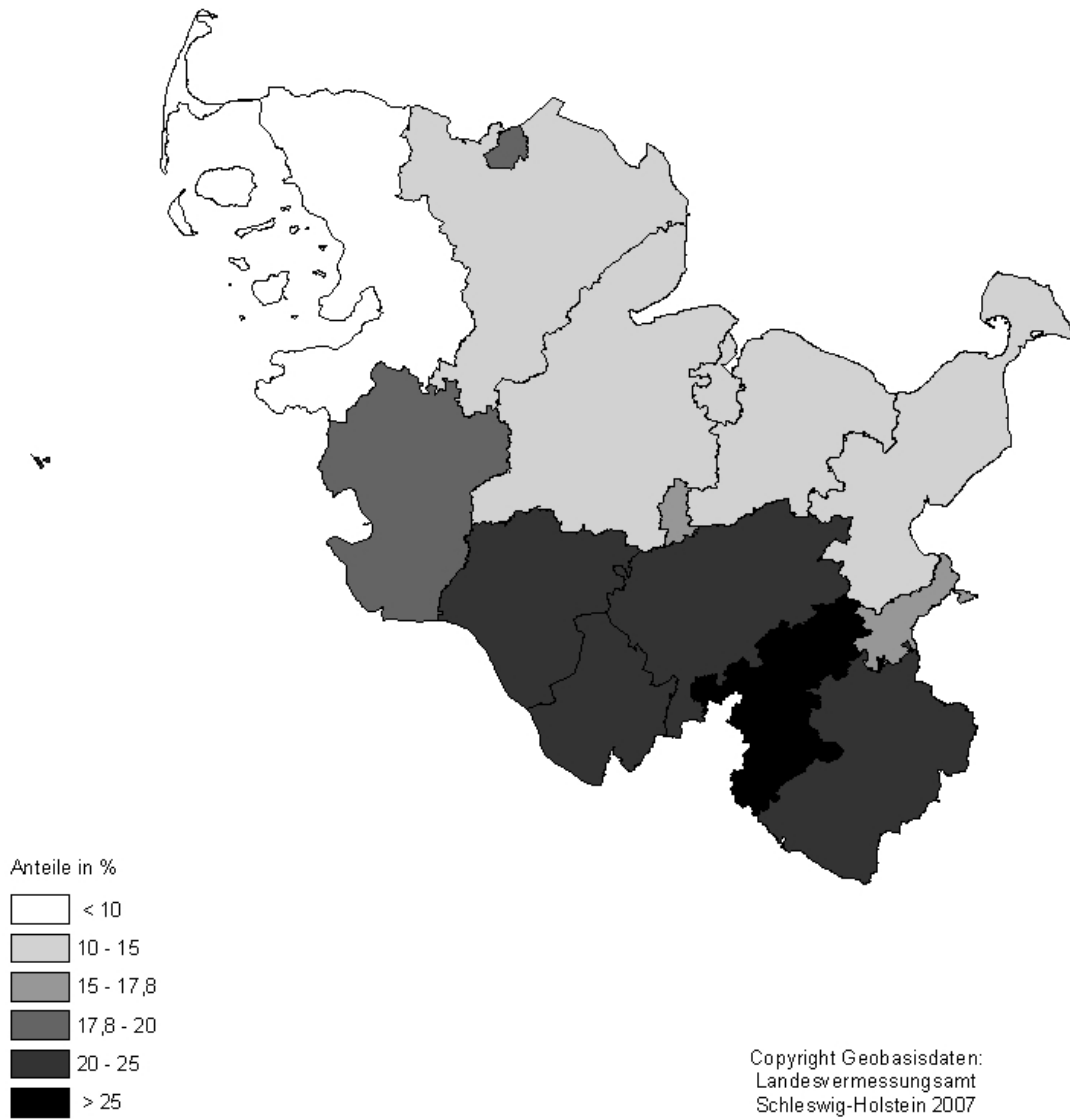 Anteile in %
< 10
10 - 15
15 - 17,8
17,8 - 20
20 - 25
> 25
Copyright Geobasisdaten:
Landesvermessungsamt
Schleswig-Holstein 2007